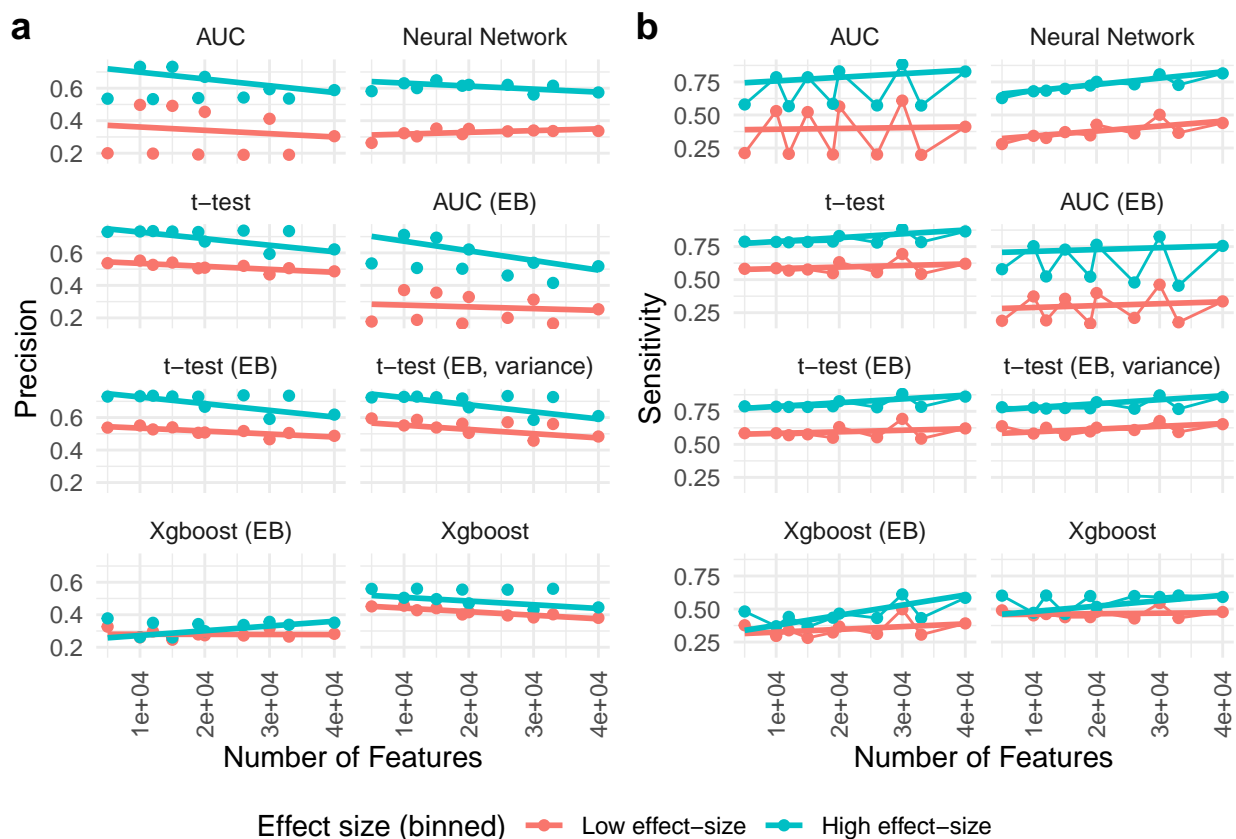 a
AUC
Neural Network
0.6
0.4
0.2
t−test
AUC (EB)
0.6
0.4
0.2
t−test (EB)
t−test (EB, variance)
0.6
0.4
0.2
Xgboost (EB)
Xgboost
0.6
0.4
0.2
Precision
1e+04
2e+04
3e+04
4e+04
1e+04
2e+04
3e+04
4e+04
Number of Features
b
AUC
Neural Network
0.75
0.50
0.25
t−test
AUC (EB)
0.75
0.50
0.25
t−test (EB)
t−test (EB, variance)
0.75
0.50
0.25
Xgboost (EB)
Xgboost
0.75
0.50
0.25
Sensitivity
1e+04
2e+04
3e+04
4e+04
1e+04
2e+04
3e+04
4e+04
Number of Features
Effect size (binned)
Low effect−size
High effect−size